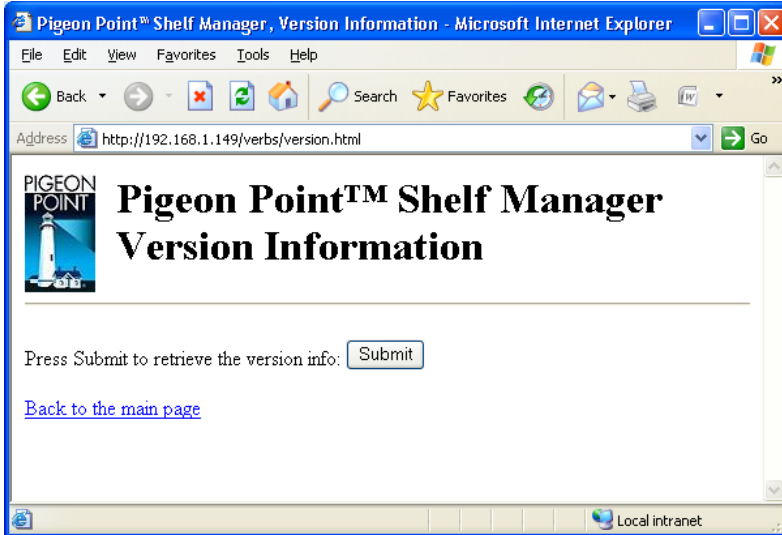 Pigeon Point™ Shelf Manager, Version Information - Microsoft Internet Explorer
File Edit View Favorites Tools Help
Back Search Favorites W »
Address http://192.168.1.149/verbs/version.html Go
PIGEON
POINT
Pigeon Point™ Shelf Manager
Version Information
Press Submit to retrieve the version info: Submit
Back to the main page
Local intranet